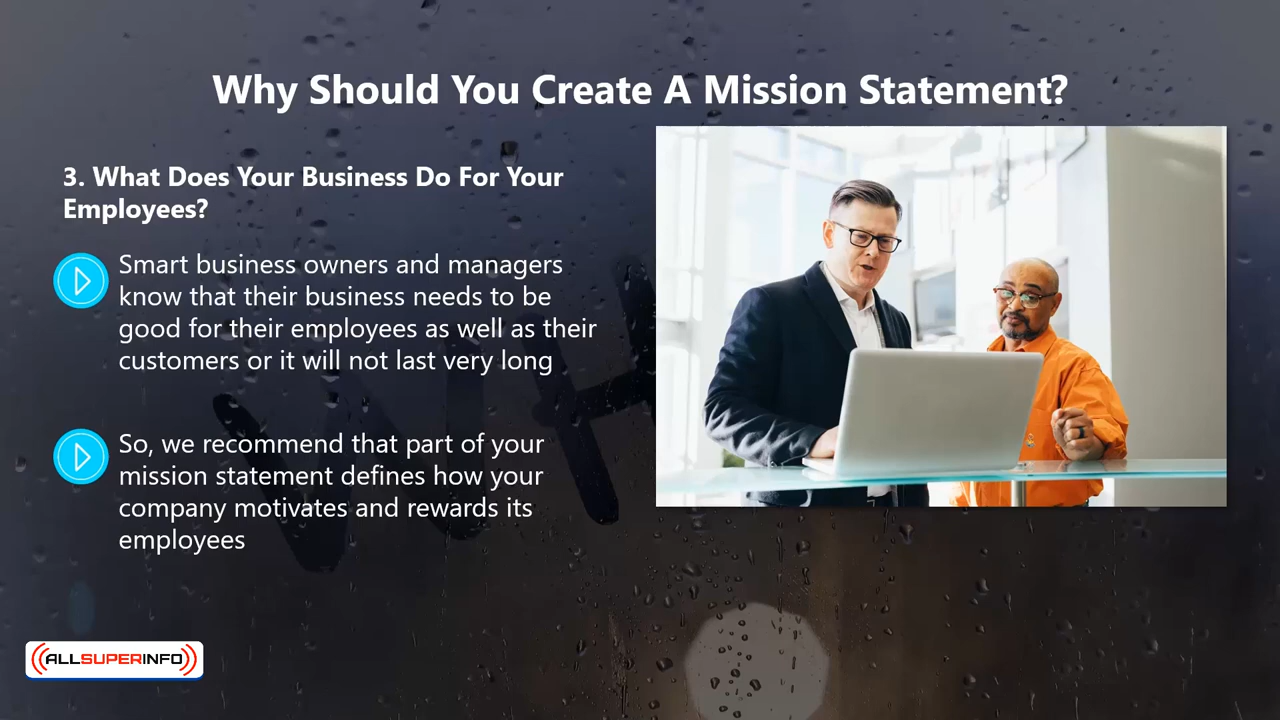 Why Should You Create A Mission Statement?
3. What Does Your Business Do For Your
Employees?
Smart business owners and managers
know that their business needs to be
good for their employees as well as their
customers or it will not last very long
So, we recommend that part of your
mission statement defines how your
company motivates and rewards its
employees
ALLSUPERINFO